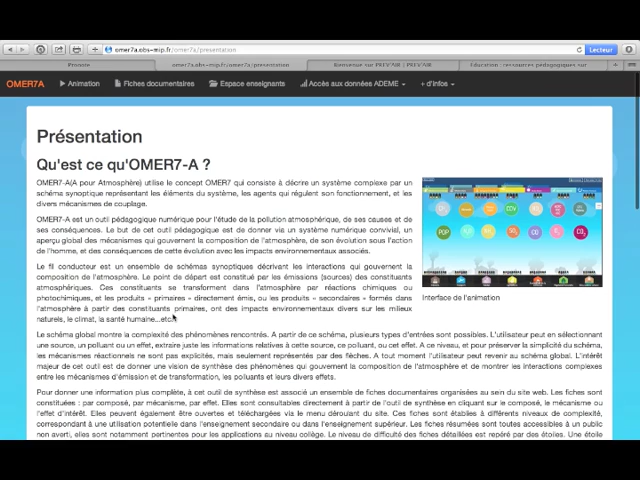 omer7a.obs-mip.fr/omer7a/presentation
Lecteur
Pronote
omer7a.obs-mip.fr/omer7a/presentation
Bienvenue sur PREV'AIR | PREV'AIR
Education : ressources pédagogiques sur
OMER7A
Animation
Fiches documentaires
Espace enseignants
Accès aux données ADEME
+ d'infos
Présentation
Qu'est ce qu'OMER7-A ?
OMER7-A(A pour Atmosphère) utilise le concept OMER7 qui consiste à décrire un système complexe par un
schéma synoptique représentant les éléments du système, les agents qui régulent son fonctionnement, et les
divers mécanismes de couplage.
OMER7-A est un outil pédagogique numérique pour l'étude de la pollution atmosphérique, de ses causes et de
ses conséquences. Le but de cet outil pédagogique est de donner via un système numérique convivial, un
aperçu global des mécanismes qui gouvernent la composition de l'atmosphère, de son évolution sous l'action
de l'homme, et des conséquences de cette évolution avec les impacts environnementaux associés.
Le fil conducteur est un ensemble de schémas synoptiques décrivant les interactions qui gouvernent la
composition de l'atmosphère. Le point de départ est constitué par les émissions (sources) des constituants
atmosphériques. Ces constituants se transforment dans l'atmosphère par réactions chimiques ou
photochimiques, et les produits « primaires » directement émis, ou les produits « secondaires » formés dans
l'atmosphère à partir des constituants primaires, ont des impacts environnementaux divers sur les milieux
naturels, le climat, la santé humaine...etc...
Interface de l'animation
Le schéma global montre la complexité des phénomènes rencontrés. A partir de ce schéma, plusieurs types d'entrées sont possibles. L'utilisateur peut en sélectionnant
une source, un polluant ou un effet, extraire juste les informations relatives à cette source, ce polluant, ou cet effet. A ce niveau, et pour préserver la simplicité du schéma,
les mécanismes réactionnels ne sont pas explicités, mais seulement représentés par des flèches. A tout moment l'utilisateur peut revenir au schéma global. L'intérêt
majeur de cet outil est de donner une vision de synthèse des phénomènes qui gouvernent la composition de l'atmosphère et de montrer les interactions complexes
entre les mécanismes d'émission et de transformation, les polluants et leurs divers effets.
Pour donner une information plus complète, à cet outil de synthèse est associé un ensemble de fiches documentaires organisées au sein du site web. Les fiches sont
constituées : par composé, par mécanisme, par effet. Elles sont consultables directement à partir de l'outil de synthèse en cliquant sur le composé, le mécanisme ou
l'effet d'intérêt. Elles peuvent également être ouvertes et téléchargées via le menu déroulant du site. Ces fiches sont établies à différents niveaux de complexité,
correspondant à une utilisation potentielle dans l'enseignement secondaire ou dans l'enseignement supérieur. Les fiches résumées sont toutes accessibles à un public
non averti, elles sont notamment pertinentes pour les applications au niveau collège. Le niveau de difficulté des fiches détaillées est repéré par des étoiles. Une étoile